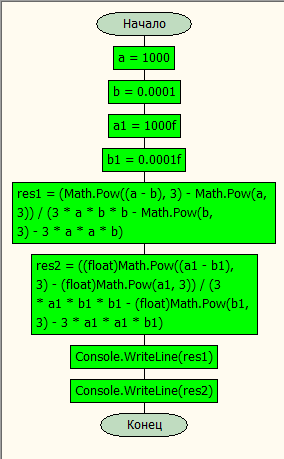 Начало
a = 1000
b = 0.0001
a1 = 1000f
b1 = 0.0001f
res1 = (Math.Pow((a - b), 3) - Math.Pow(a,
3)) / (3 * a * b * b - Math.Pow(b,
3) - 3 * a * a * b)
res2 = ((float)Math.Pow((a1 - b1),
3) - (float)Math.Pow(a1, 3)) / (3
* a1 * b1 * b1 - (float)Math.Pow(b1,
3) - 3 * a1 * a1 * b1)
Console.WriteLine(res1)
Console.WriteLine(res2)
Конец